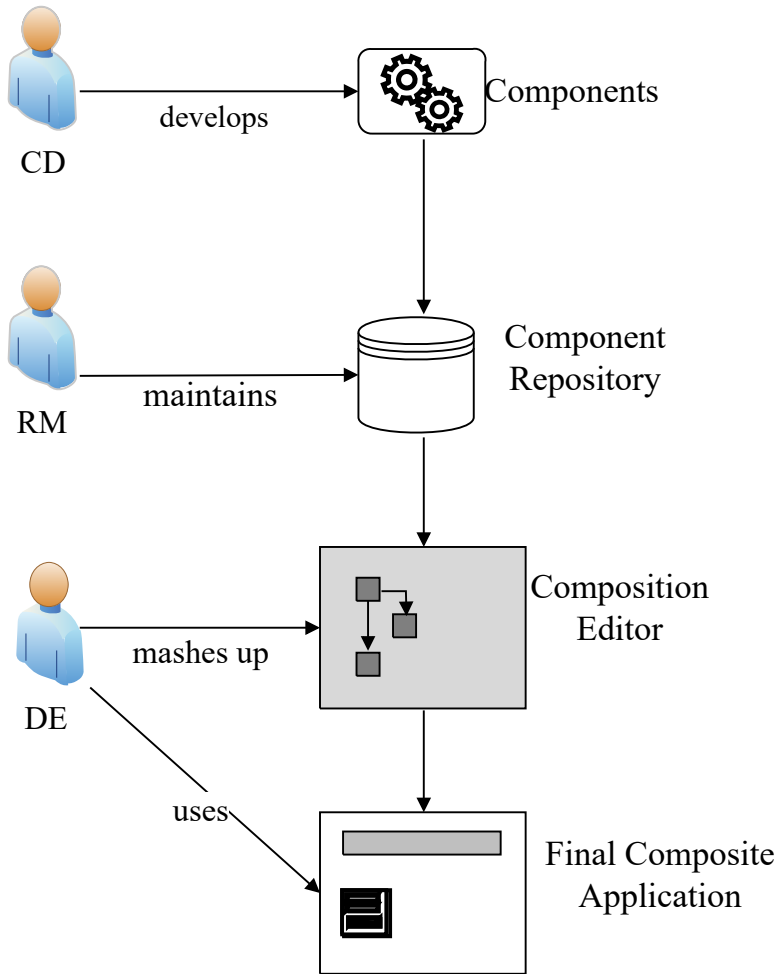 Components
develops
CD
Component
Repository
maintains
RM
Composition
Editor
mashes up
DE
uses
Final Composite
Application